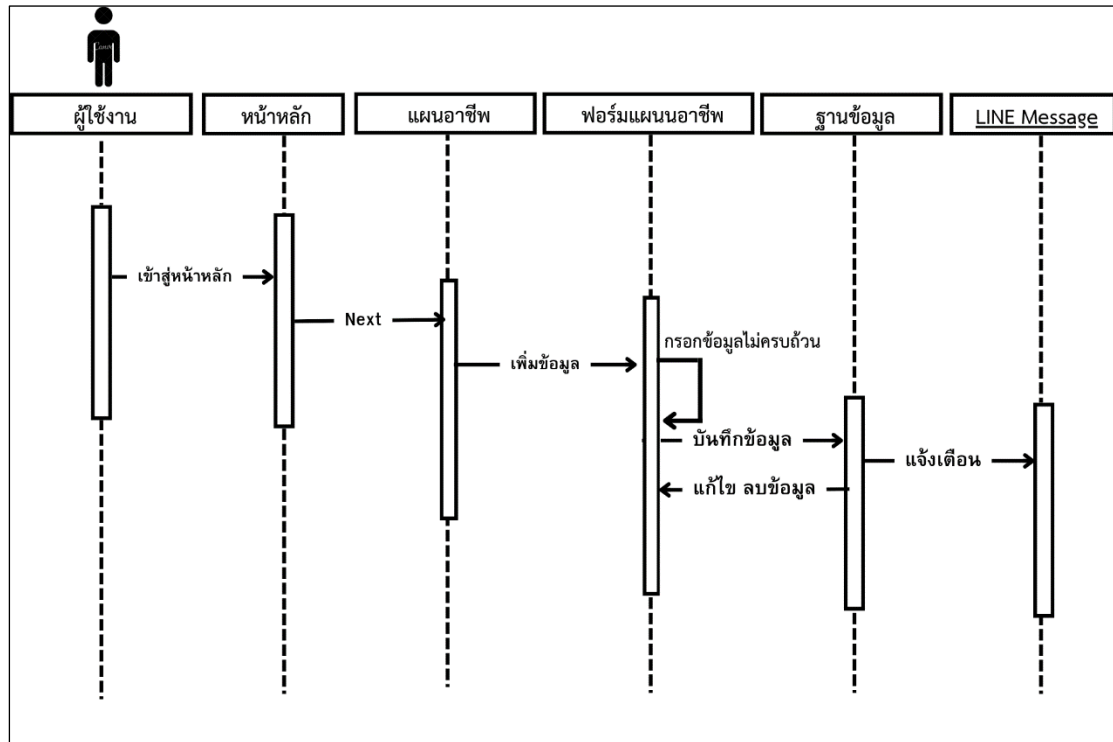 Canva
ผู้ใช้งาน
หน้าหลัก
แผนอาชีพ
ฟอร์มแผนนอาชีพ
ฐานข้อมูล
LINE Message
เข้าสู่หน้าหลัก
Next
เพิ่มข้อมูล
กรอกข้อมูลไม่ครบถ้วน
บันทึกข้อมูล
แจ้งเตือน
แก้ไข ลบข้อมูล